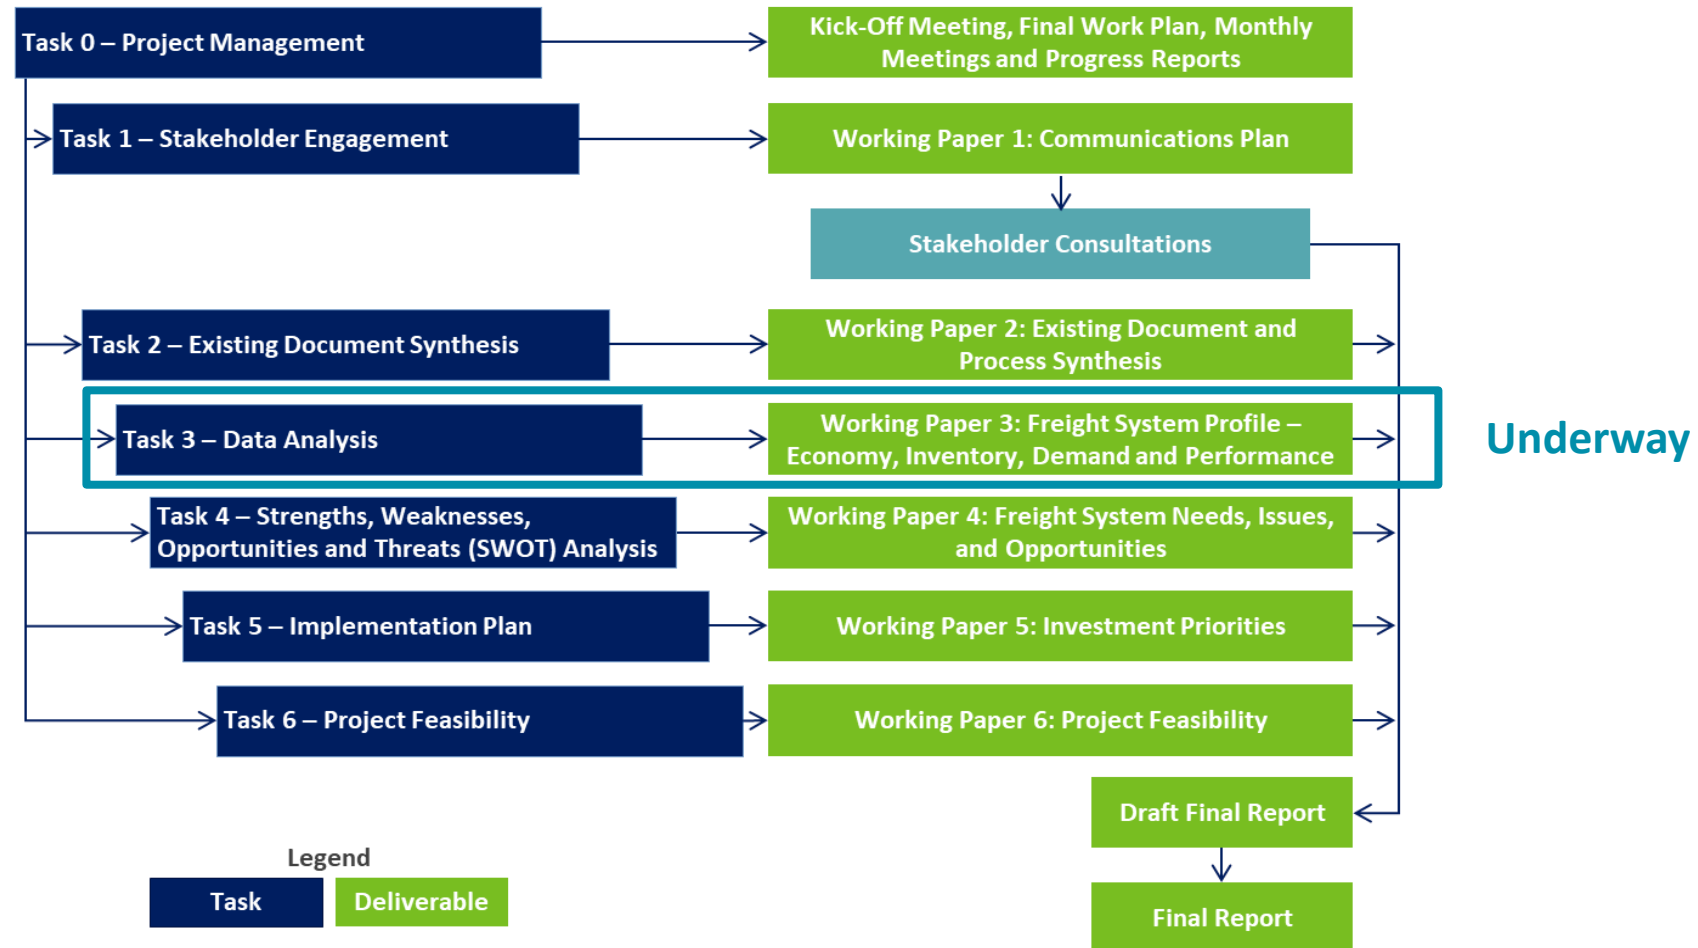 Task 0 – Project Management
Kick-Off Meeting, Final Work Plan, Monthly
Meetings and Progress Reports
Task 1 – Stakeholder Engagement
Working Paper 1: Communications Plan
Stakeholder Consultations
Task 2 – Existing Document Synthesis
Working Paper 2: Existing Document and
Process Synthesis
Task 3 – Data Analysis
Working Paper 3: Freight System Profile –
Economy, Inventory, Demand and Performance
Underway
Task 4 – Strengths, Weaknesses,
Opportunities and Threats (SWOT) Analysis
Working Paper 4: Freight System Needs, Issues,
and Opportunities
Task 5 – Implementation Plan
Working Paper 5: Investment Priorities
Task 6 – Project Feasibility
Working Paper 6: Project Feasibility
Draft Final Report
Final Report
Legend
Task
Deliverable